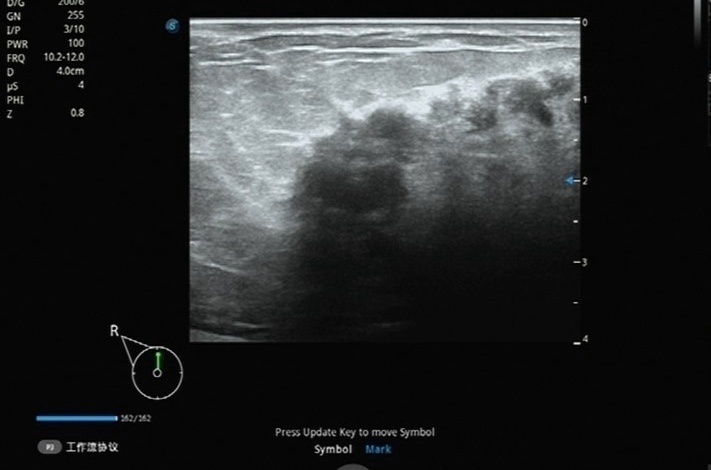 D/G 200/6
GN 255
I/P 3/10
PWR 100
FRQ 10.2-12.0
D 4.0cm
µS 4
PHI
Z 0.8
S
0
1
2
3
4
R
162/162
P3 工作流协议
Press Update Key to move Symbol
Symbol Mark